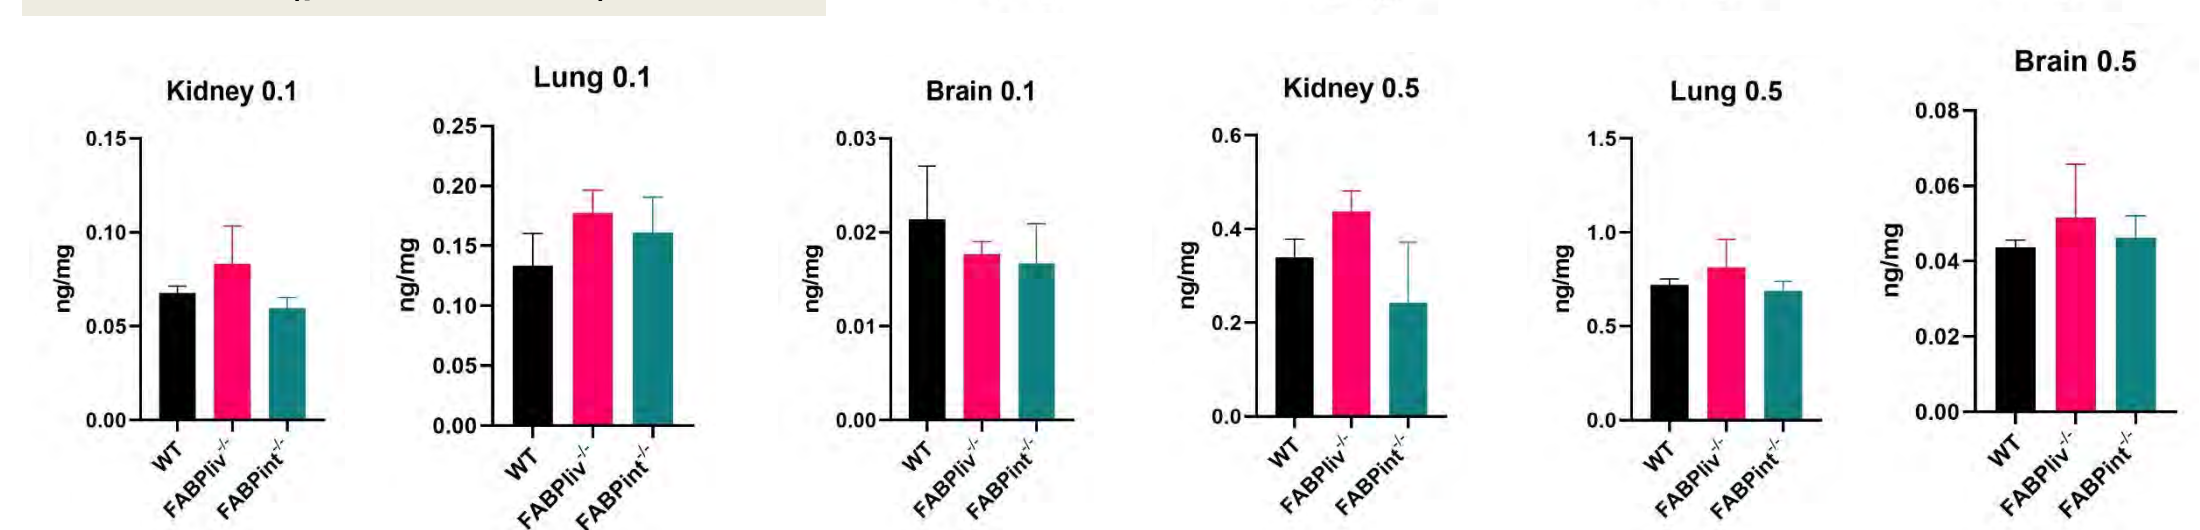 Kidney 0.1
ng/mg
0.15
0.10
0.05
0.00
WT
FABPliv-/-
FABPint-/-
Lung 0.1
ng/mg
0.25
0.20
0.15
0.10
0.05
0.00
WT
FABPliv-/-
FABPint-/-
Brain 0.1
ng/mg
0.03
0.02
0.01
0.00
WT
FABPliv-/-
FABPint-/-
Kidney 0.5
ng/mg
0.6
0.4
0.2
0.0
WT
FABPliv-/-
FABPint-/-
Lung 0.5
ng/mg
1.5
1.0
0.5
0.0
WT
FABPliv-/-
FABPint-/-
Brain 0.5
ng/mg
0.08
0.06
0.04
0.02
0.00
WT
FABPliv-/-
FABPint-/-